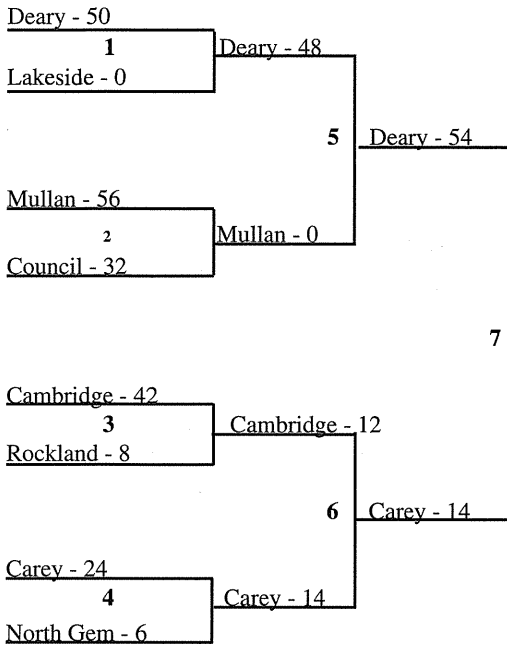 Deary - 50
1
Deary - 48
Lakeside - 0
5
Deary - 54
Mullan - 56
2
Mullan - 0
Council - 32
7
Cambridge - 42
3
Cambridge - 12
Rockland - 8
6
Carey - 14
Carey - 24
4
Carey - 14
North Gem - 6